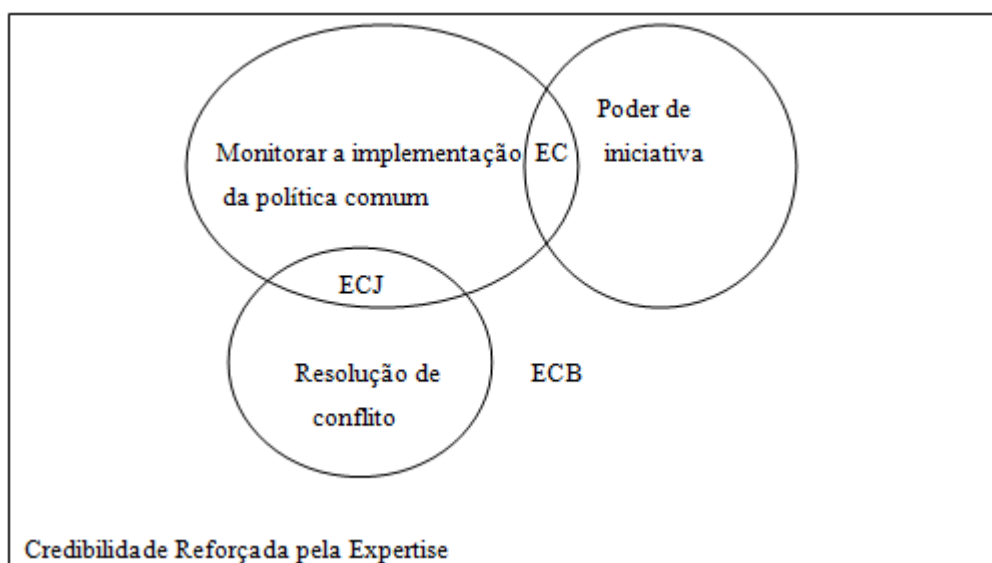 Poder de
iniciativa
Monitorar a implementação
da política comum
EC
ECJ
Resolução de
conflito
ECB
Credibilidade Reforçada pela Expertise